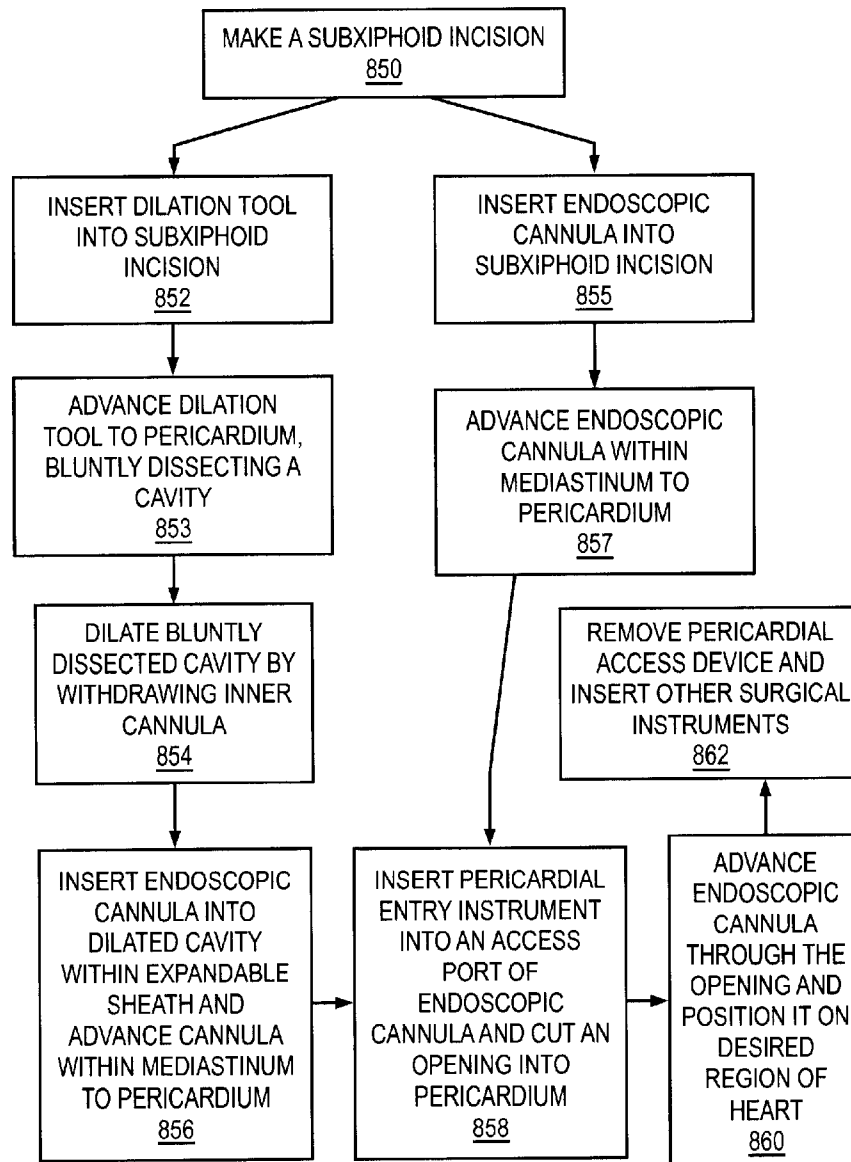 MAKE A SUBXIPHOID INCISION
850
INSERT DILATION TOOL
INTO SUBXIPHOID
INCISION
852
INSERT ENDOSCOPIC
CANNULA INTO
SUBXIPHOID INCISION
855
ADVANCE DILATION
TOOL TO PERICARDIUM,
BLUNTLY DISSECTING A
CAVITY
853
ADVANCE ENDOSCOPIC
CANNULA WITHIN
MEDIASTINUM TO
PERICARDIUM
857
DILATE BLUNTLY
DISSECTED CAVITY BY
WITHDRAWING INNER
CANNULA
854
REMOVE PERICARDIAL
ACCESS DEVICE AND
INSERT OTHER SURGICAL
INSTRUMENTS
862
INSERT ENDOSCOPIC
CANNULA INTO
DILATED CAVITY
WITHIN EXPANDABLE
SHEATH AND
ADVANCE CANNULA
WITHIN MEDIASTINUM
TO PERICARDIUM
856
INSERT PERICARDIAL
ENTRY INSTRUMENT
INTO AN ACCESS
PORT OF
ENDOSCOPIC
CANNULA AND CUT AN
OPENING INTO
PERICARDIUM
858
ADVANCE
ENDOSCOPIC
CANNULA
THROUGH THE
OPENING AND
POSITION IT ON
DESIRED
REGION OF
HEART
860